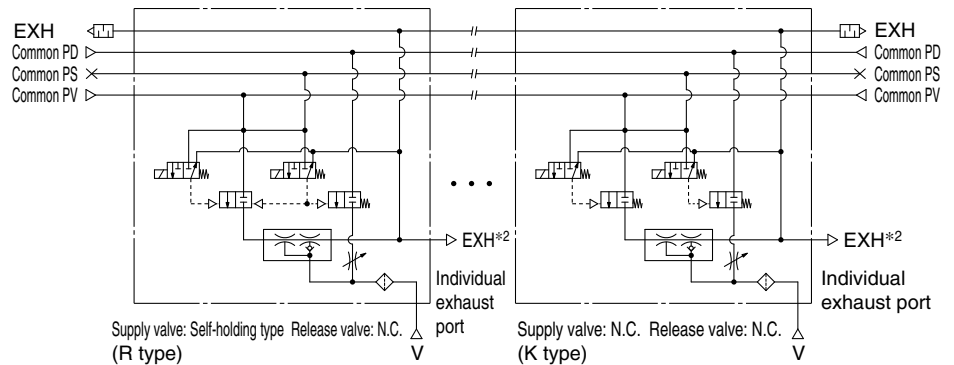 EXH
Common PD
Common PS
Common PV
EXH
Common PD
Common PS
Common PV
EXH*2
Individual
exhaust
port
EXH*2
Individual
exhaust port
Supply valve: Self-holding type Release valve: N.C.
(R type)
V
Supply valve: N.C. Release valve: N.C.
(K type)
V